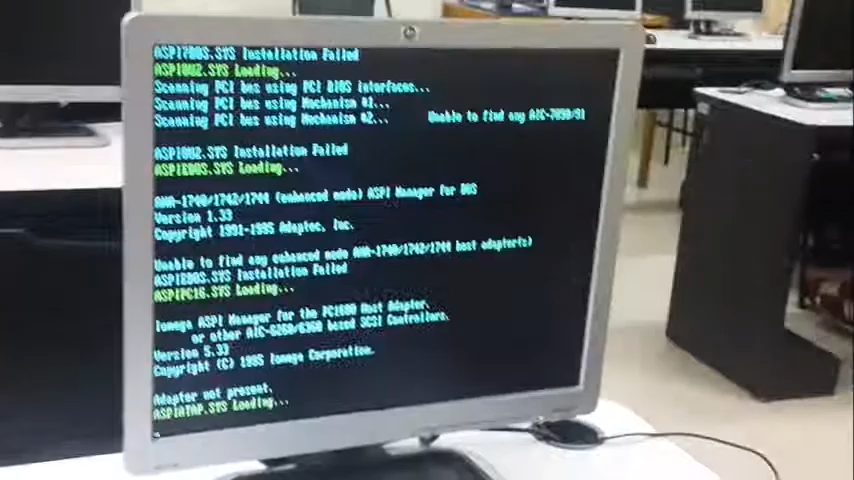 ASPI7DOS.SYS Installation Failed
ASPI8U2.SYS Loading...
Scanning PCI bus using PCI BIOS interfaces...
Scanning PCI bus using Mechanism #1...
Scanning PCI bus using Mechanism #2... Unable to find any AIC-7890/91
ASPI8U2.SYS Installation Failed
ASPIEDOS.SYS Loading...
AHA-1740/1742/1744 (enhanced mode) ASPI Manager for DOS
Version 1.33
Copyright 1991-1995 Adaptec, Inc.
Unable to find any enhanced mode AHA-1740/1742/1744 host adapter(s)
ASPIEDOS.SYS Installation Failed
ASPIPC16.SYS Loading...
Iomega ASPI Manager for the PC1600 Host Adapter,
or other AIC-6260/6360 based SCSI Controllers.
Version 5.33
Copyright (C) 1995 Iomega Corporation.
Adapter not present.
ASPIATAP.SYS Loading...